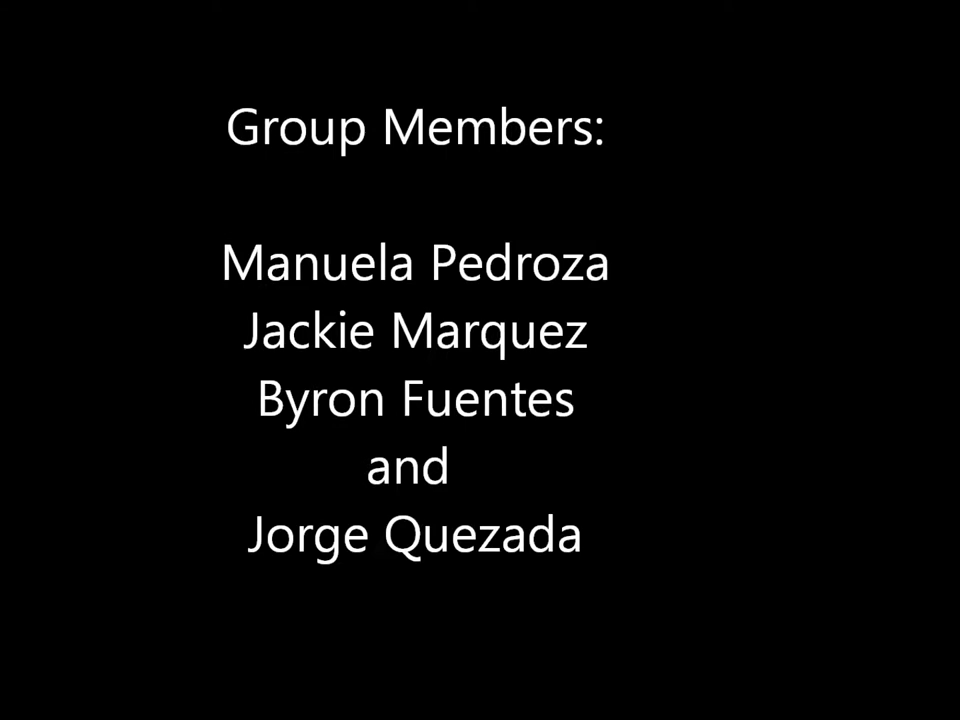 Group Members:
Manuela Pedroza
Jackie Marquez
Byron Fuentes
and
Jorge Quezada